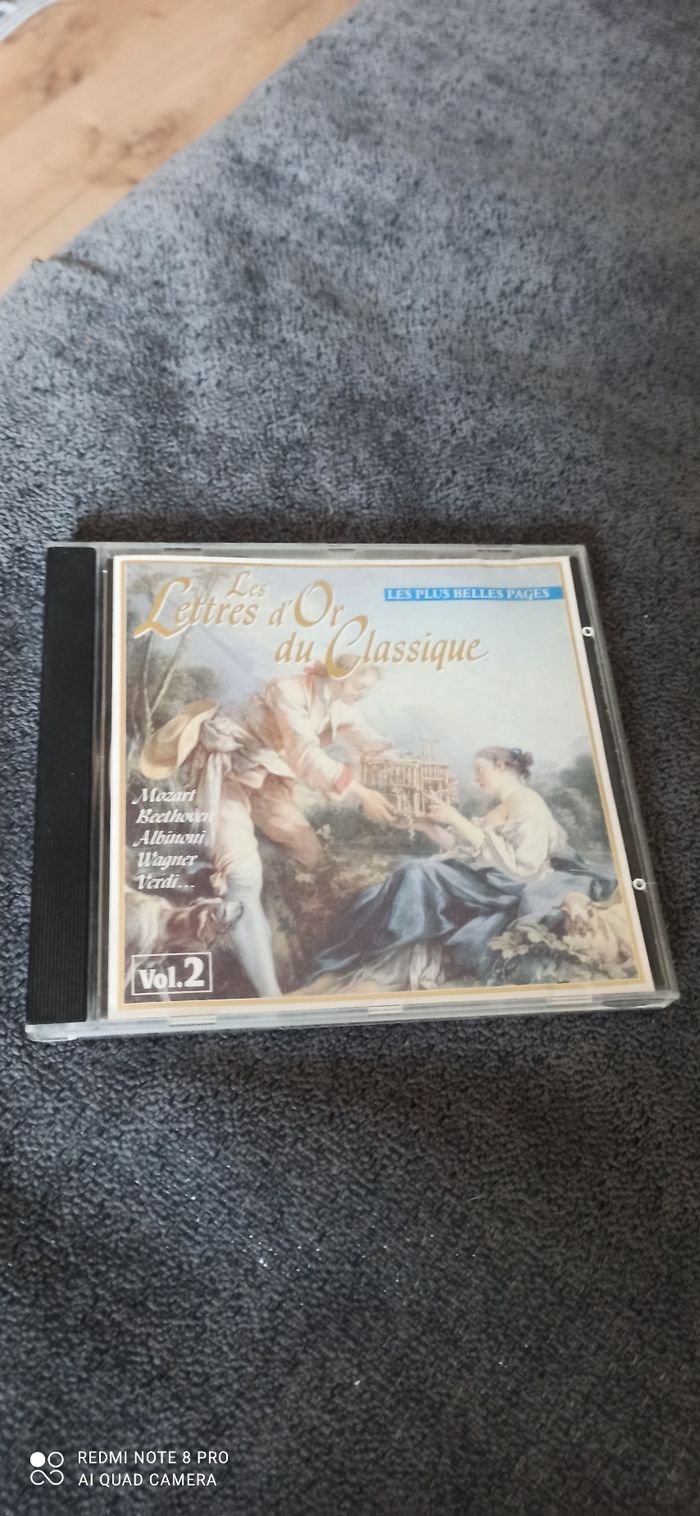 Les
Lettres d'Or
du Classique
LES PLUS BELLES PAGES
Mozart
Beethoven
Albinoni
Wagner
Verdi...
Vol.2
REDMI NOTE 8 PRO
AI QUAD CAMERA